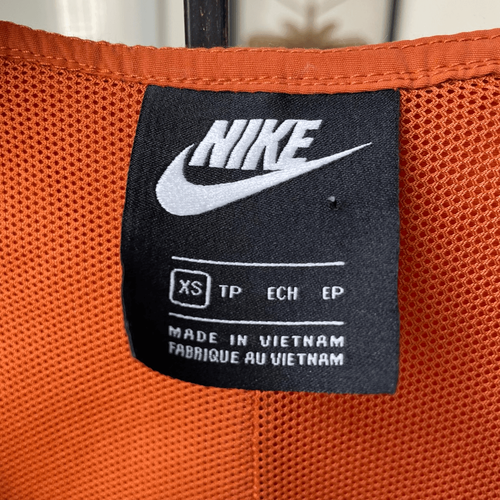 NIKE
XS TP ECH EP
MADE IN VIETNAM
FABRIQUE AU VIETNAM